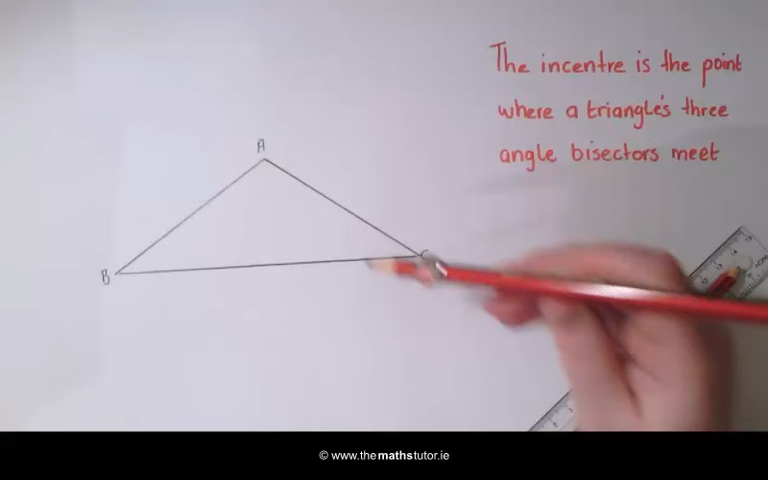 The incentre is the point
where a triangle's three
angle bisectors meet
A
B
C
© www.themathstutor.ie